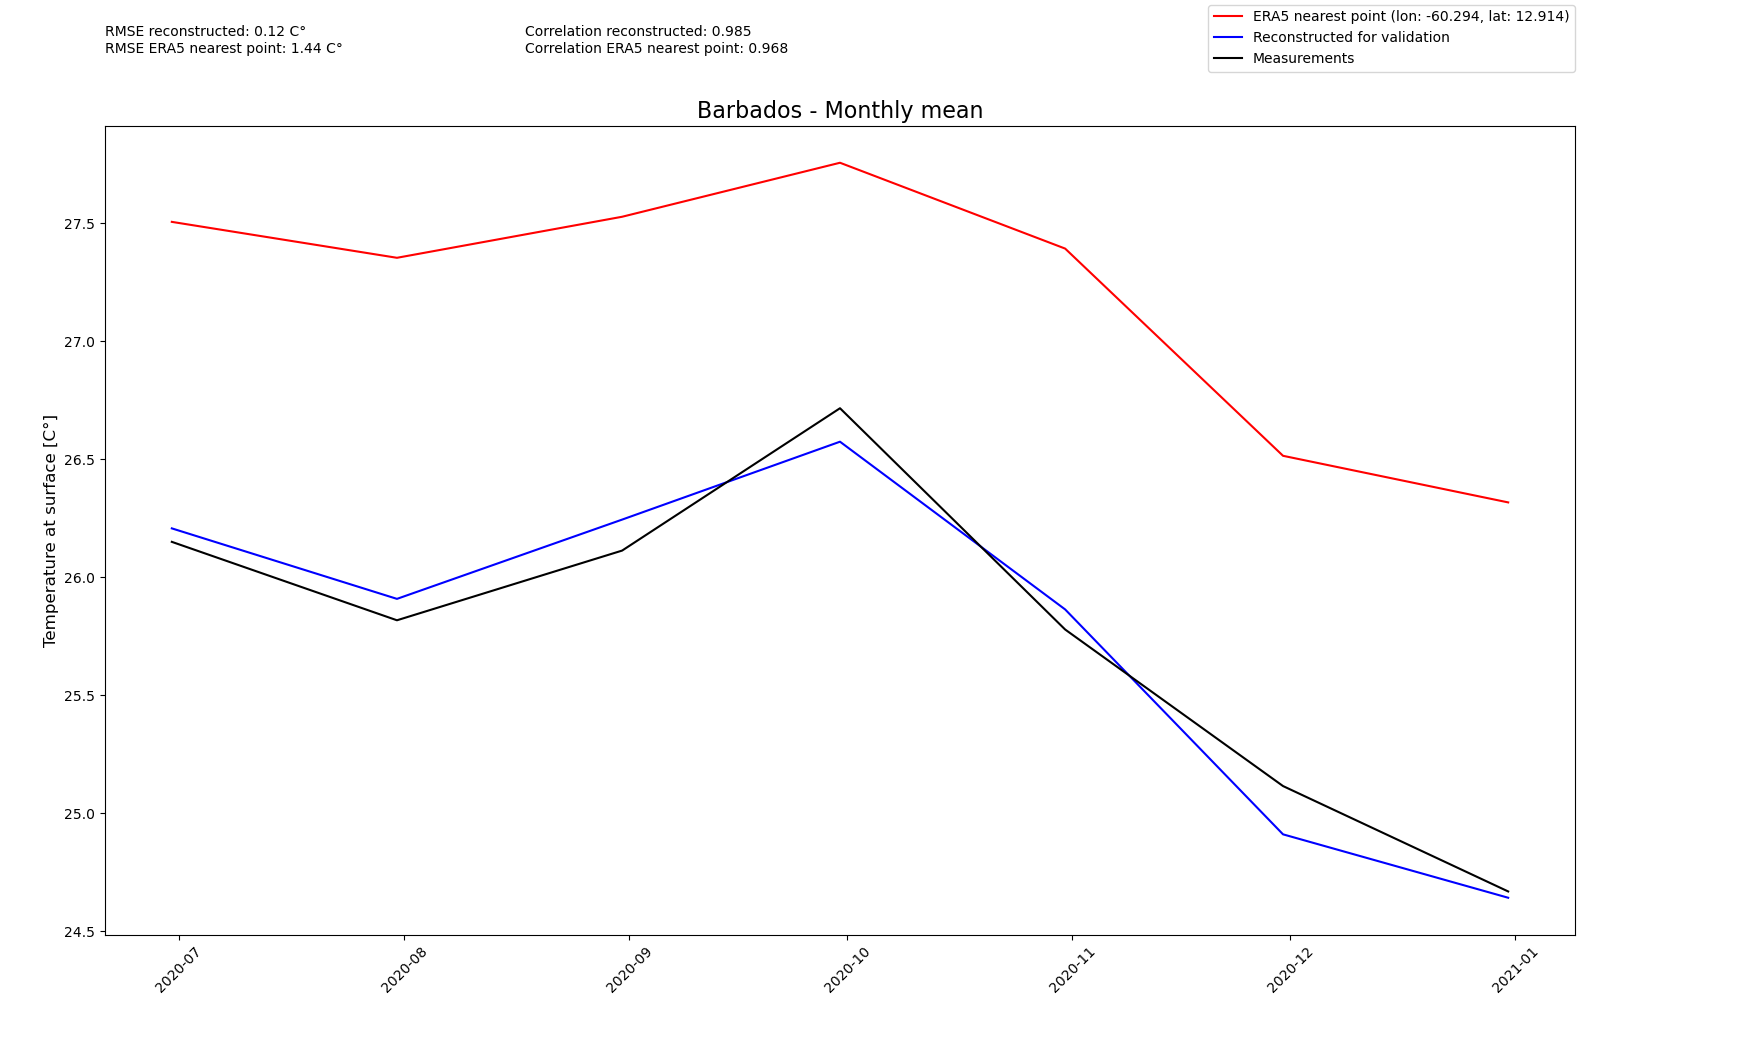 RMSE reconstructed: 0.12 C°
RMSE ERA5 nearest point: 1.44 C°
Correlation reconstructed: 0.985
Correlation ERA5 nearest point: 0.968
ERA5 nearest point (lon: -60.294, lat: 12.914)
Reconstructed for validation
Measurements
Barbados - Monthly mean
Temperature at surface [C°]
27.5
27.0
26.5
26.0
25.5
25.0
24.5
2020-07
2020-08
2020-09
2020-10
2020-11
2020-12
2021-01